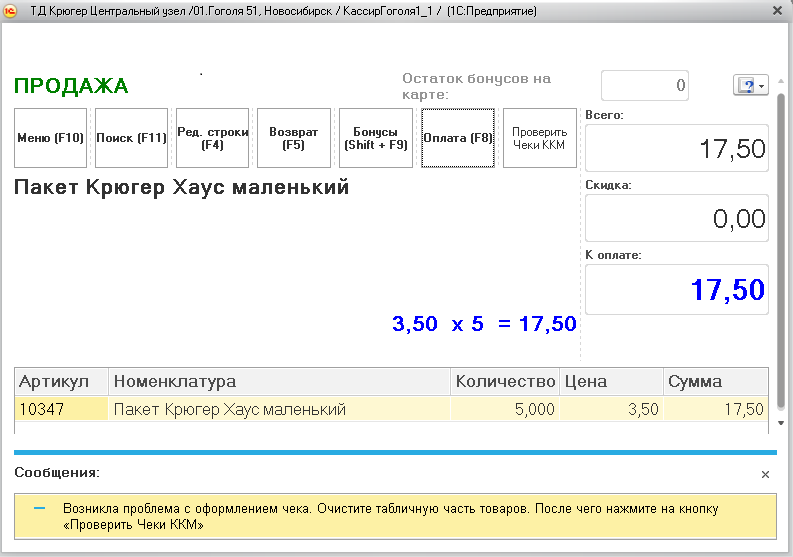 ТД Крюгер Центральный узел /01.Гоголя 51, Новосибирск / КассирГоголя1_1 / (1С:Предприятие)
ПРОДАЖА
Остаток бонусов на
карте:
0
Меню (F10)
Поиск (F11)
Ред. строки
(F4)
Возврат
(F5)
Бонусы
(Shift + F9)
Оплата (F8)
Проверить
Чеки ККМ
Всего:
17,50
Пакет Крюгер Хаус маленький
Скидка:
0,00
К оплате:
17,50
3,50 x 5 = 17,50
Артикул Номенклатура Количество Цена Сумма
10347 Пакет Крюгер Хаус маленький 5,000 3,50 17,50
Сообщения:
Возникла проблема с оформлением чека. Очистите табличную часть товаров. После чего нажмите на кнопку
«Проверить Чеки ККМ»